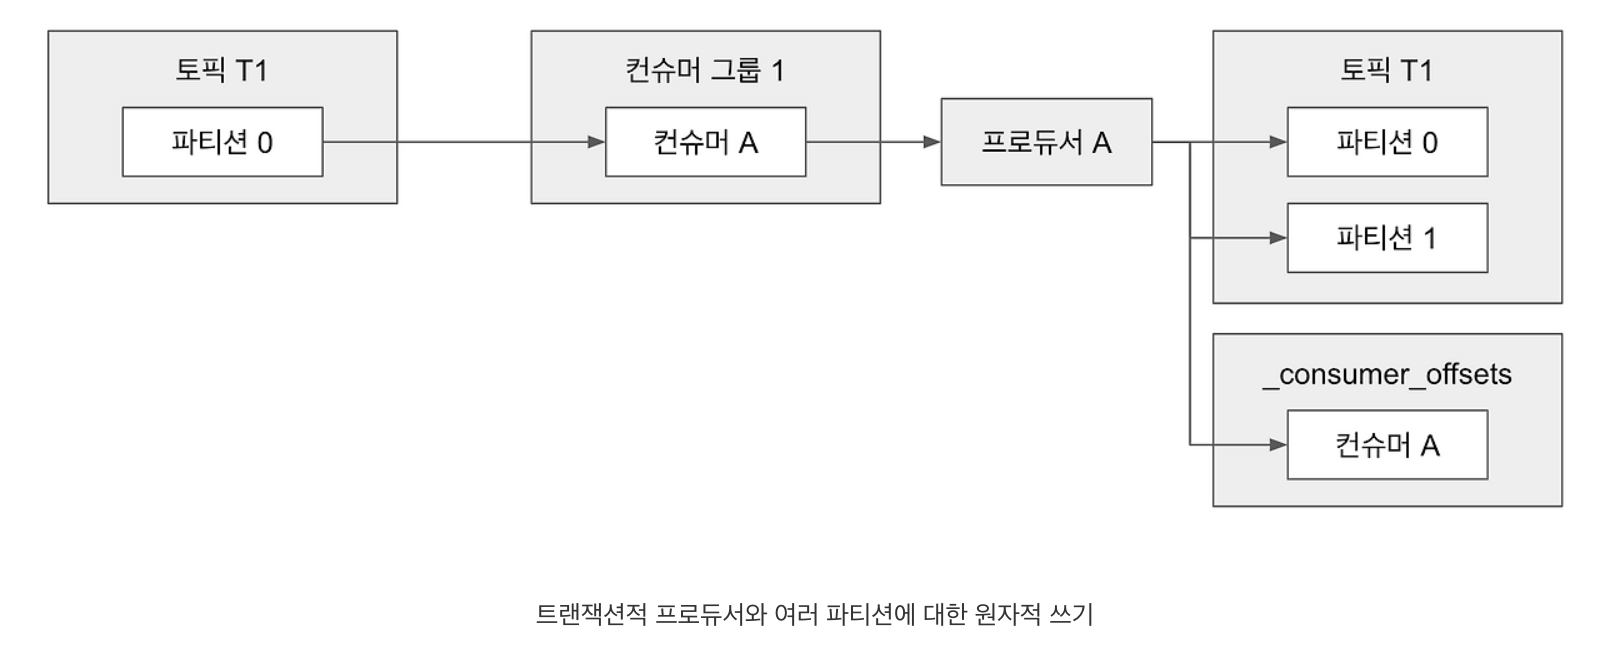 토픽 T1
파티션 0
컨슈머 그룹 1
컨슈머 A
프로듀서 A
토픽 T1
파티션 0
파티션 1
_consumer_offsets
컨슈머 A
트랜잭션적 프로듀서와 여러 파티션에 대한 원자적 쓰기